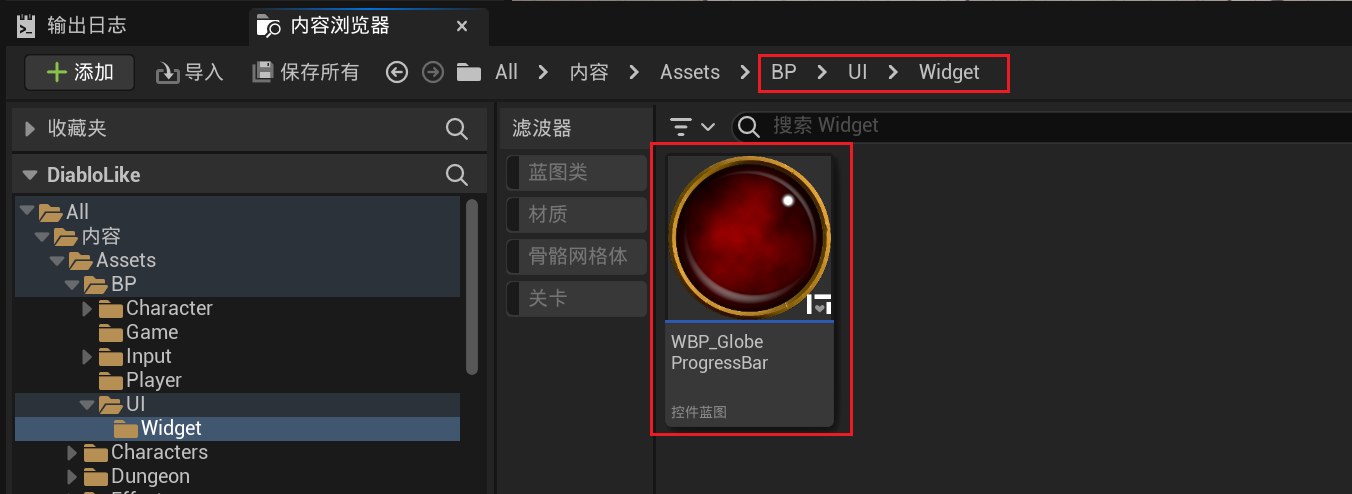 输出日志
内容浏览器
添加
导入
保存所有
All
内容
Assets
BP
UI
Widget
收藏夹
DiabloLike
All
内容
Assets
BP
Character
Game
Input
Player
UI
Widget
Characters
Dungeon
滤波器
蓝图类
材质
骨骼网格体
关卡
搜索 Widget
WBP_Globe
ProgressBar
控件蓝图